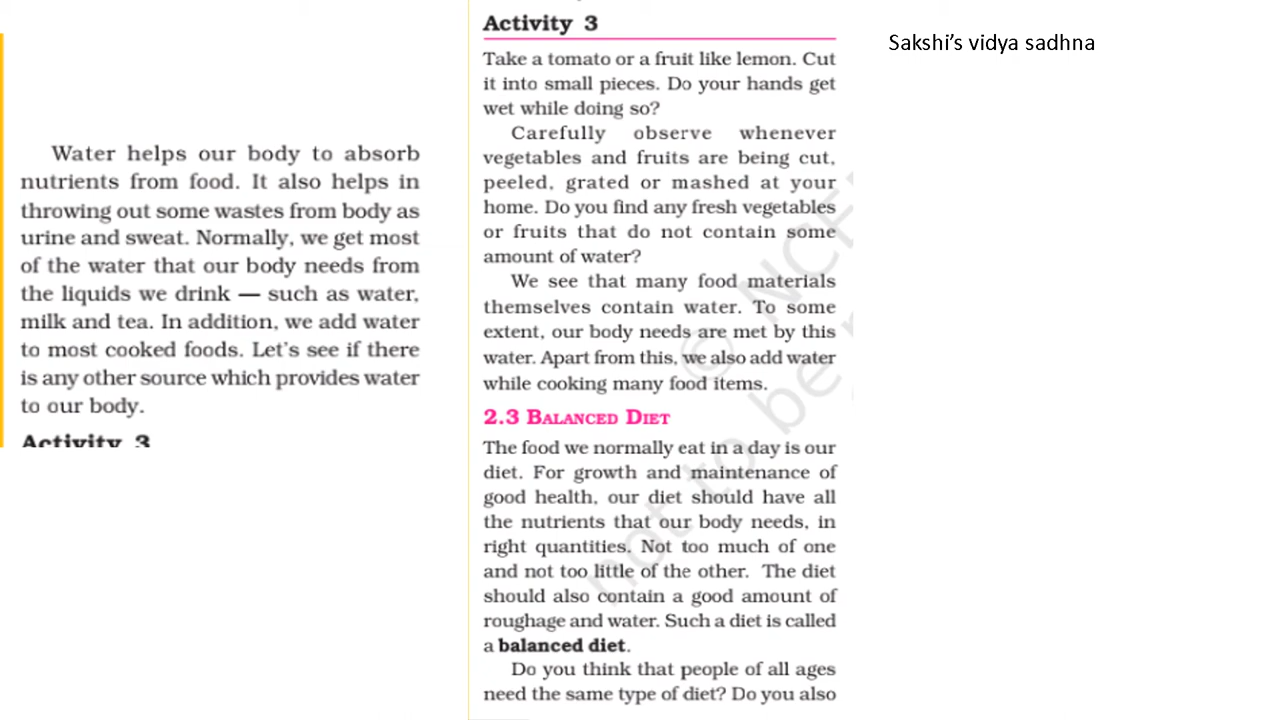 Water helps our body to absorb
nutrients from food. It also helps in
throwing out some wastes from body as
urine and sweat. Normally, we get most
of the water that our body needs from
the liquids we drink — such as water,
milk and tea. In addition, we add water
to most cooked foods. Let's see if there
is any other source which provides water
to our body.
Activity 3
Activity 3
Take a tomato or a fruit like lemon. Cut
it into small pieces. Do your hands get
wet while doing so?
Carefully observe whenever
vegetables and fruits are being cut,
peeled, grated or mashed at your
home. Do you find any fresh vegetables
or fruits that do not contain some
amount of water?
We see that many food materials
themselves contain water. To some
extent, our body needs are met by this
water. Apart from this, we also add water
while cooking many food items.
2.3 BALANCED DIET
The food we normally eat in a day is our
diet. For growth and maintenance of
good health, our diet should have all
the nutrients that our body needs, in
right quantities. Not too much of one
and not too little of the other. The diet
should also contain a good amount of
roughage and water. Such a diet is called
a balanced diet.
Do you think that people of all ages
need the same type of diet? Do you also
Sakshi's vidya sadhna
© NCE
not to be